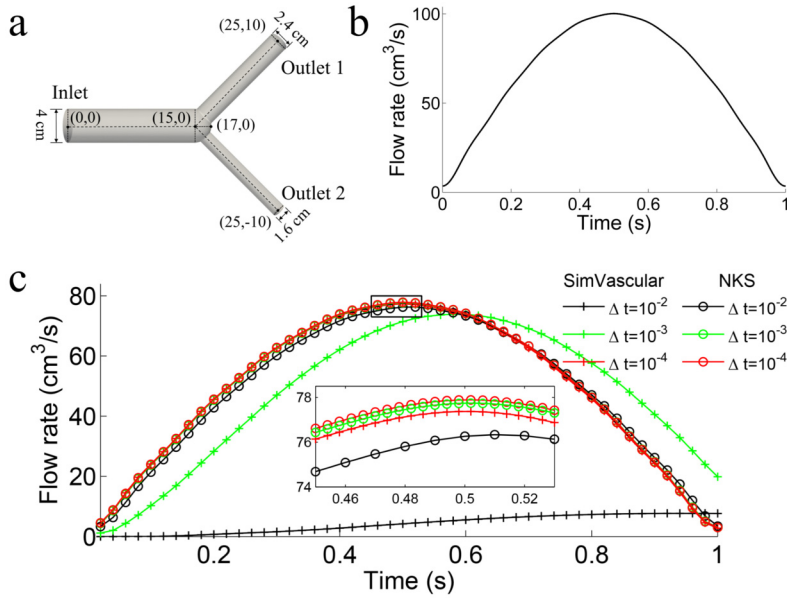 a
(25,10)
2.4 cm
Outlet 1
Inlet
4 cm
(0,0)
(15,0)
(17,0)
Outlet 2
(25,-10)
1.6 cm
b
Flow rate (cm³/s)
100
50
0
0
0.2
0.4
0.6
0.8
1
Time (s)
c
Flow rate (cm³/s)
80
60
40
20
0
0.2
0.4
0.6
0.8
1
Time (s)
SimVascular
Δ t=10⁻²
Δ t=10⁻³
Δ t=10⁻⁴
NKS
Δ t=10⁻²
Δ t=10⁻³
Δ t=10⁻⁴
78
76
74
0.46
0.48
0.5
0.52